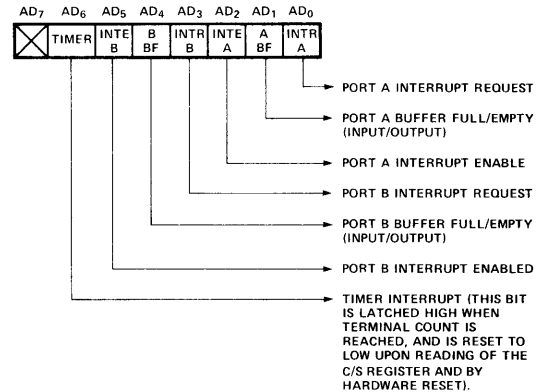 AD7 AD6 AD5 AD4 AD3 AD2 AD1 AD0
TIMER INTE B B BF INTR B INTE A A BF INTR A
PORT A INTERRUPT REQUEST
PORT A BUFFER FULL/EMPTY
(INPUT/OUTPUT)
PORT A INTERRUPT ENABLE
PORT B INTERRUPT REQUEST
PORT B BUFFER FULL/EMPTY
(INPUT/OUTPUT)
PORT B INTERRUPT ENABLED
TIMER INTERRUPT (THIS BIT
IS LATCHED HIGH WHEN
TERMINAL COUNT IS
REACHED, AND IS RESET TO
LOW UPON READING OF THE
C/S REGISTER AND BY
HARDWARE RESET).